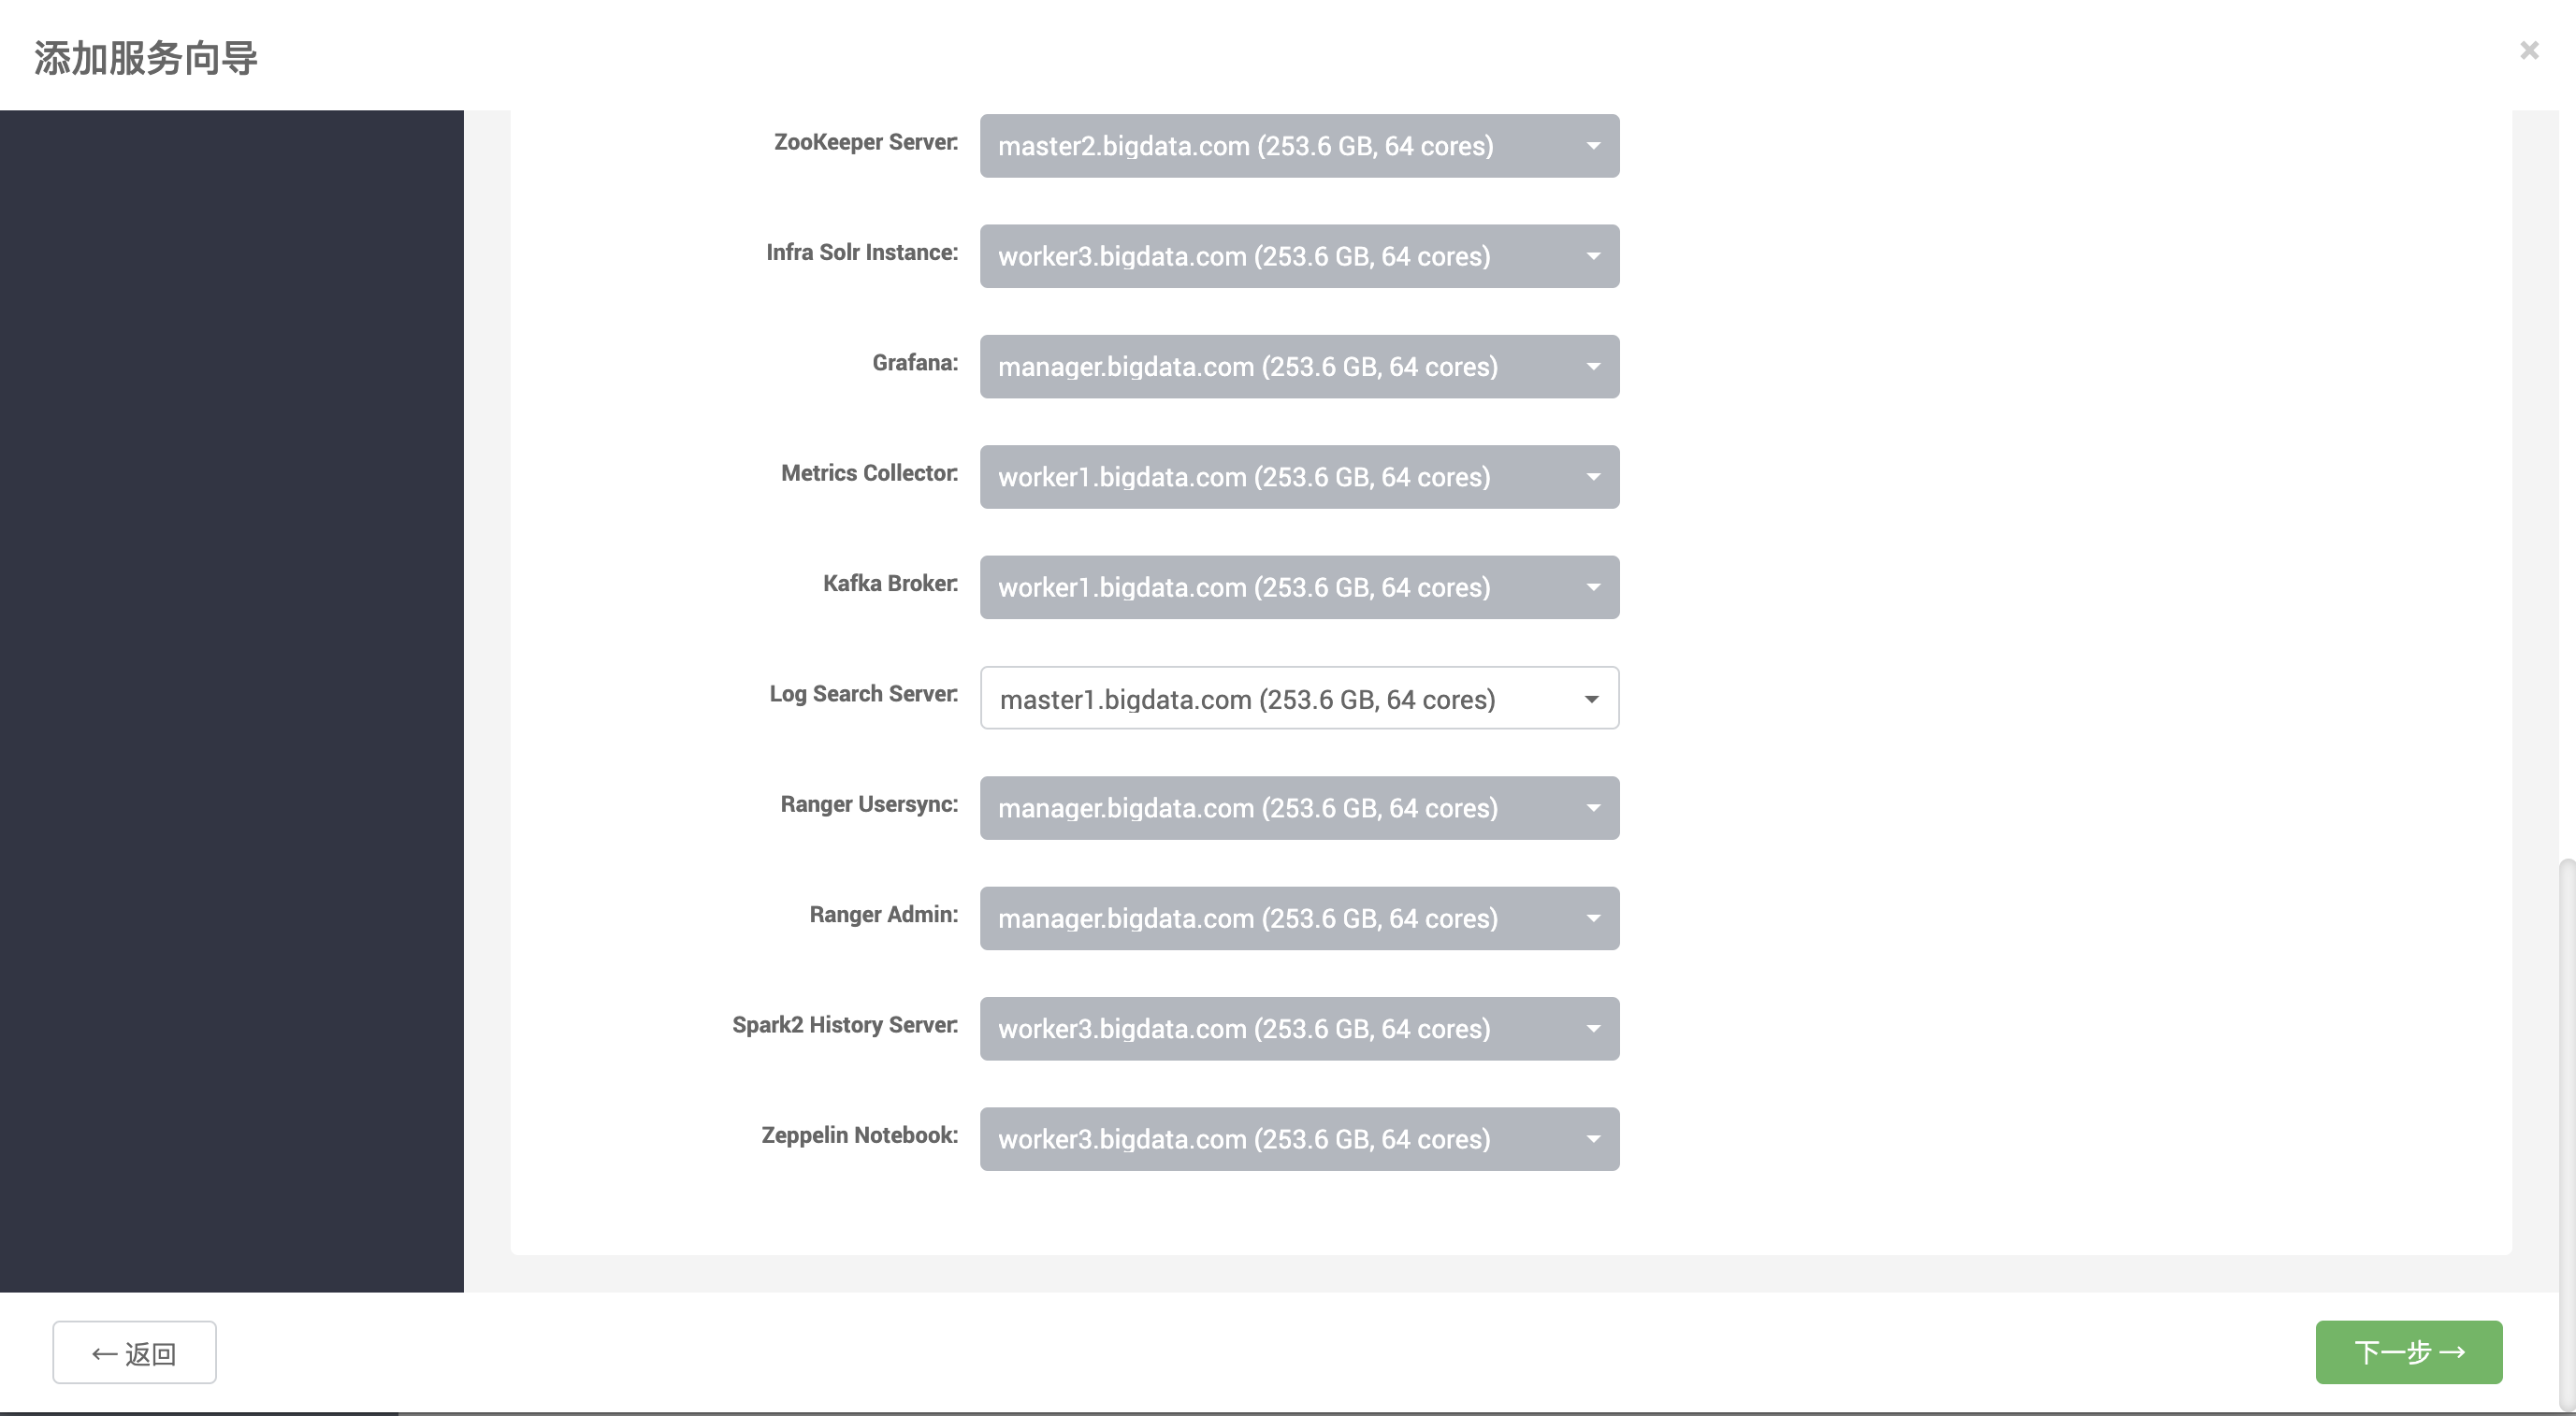 添加服务向导
×
ZooKeeper Server: master2.bigdata.com (253.6 GB, 64 cores)
Infra Solr Instance: worker3.bigdata.com (253.6 GB, 64 cores)
Grafana: manager.bigdata.com (253.6 GB, 64 cores)
Metrics Collector: worker1.bigdata.com (253.6 GB, 64 cores)
Kafka Broker: worker1.bigdata.com (253.6 GB, 64 cores)
Log Search Server: master1.bigdata.com (253.6 GB, 64 cores)
Ranger Usersync: manager.bigdata.com (253.6 GB, 64 cores)
Ranger Admin: manager.bigdata.com (253.6 GB, 64 cores)
Spark2 History Server: worker3.bigdata.com (253.6 GB, 64 cores)
Zeppelin Notebook: worker3.bigdata.com (253.6 GB, 64 cores)
← 返回
下一步 →